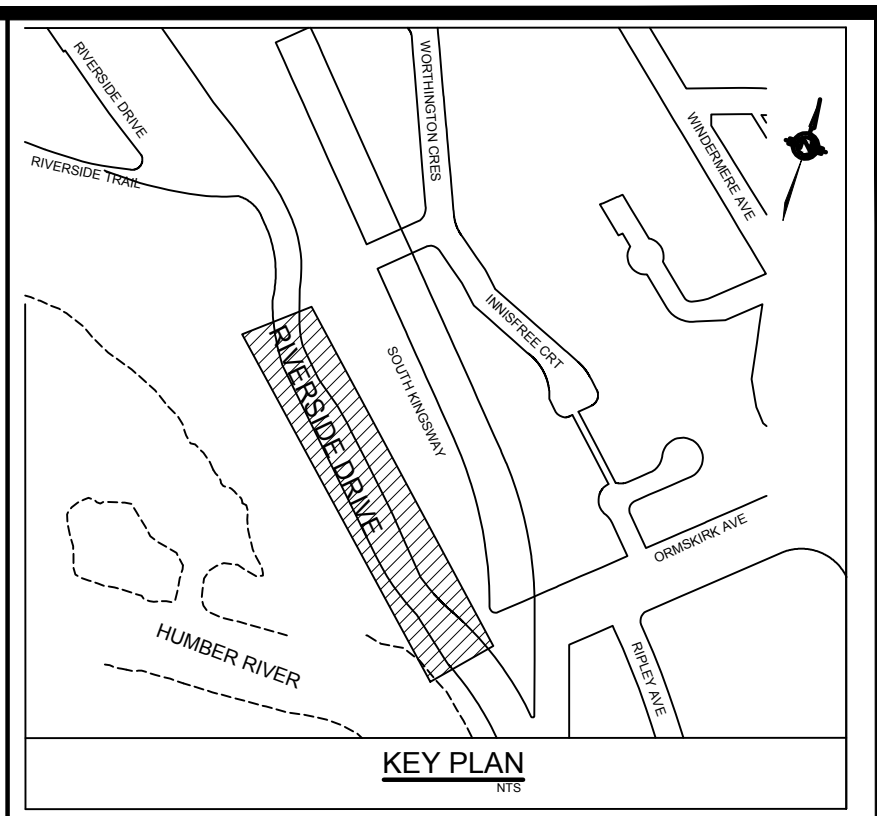 RIVERSIDE DRIVE
WORTHINGTON CRES
WINDERMERE AVE
RIVERSIDE TRAIL
INNISFREE CRT
RIVERSIDE DRIVE
SOUTH KINGSWAY
ORMSKIRK AVE
HUMBER RIVER
RIPLEY AVE
KEY PLAN
NTS